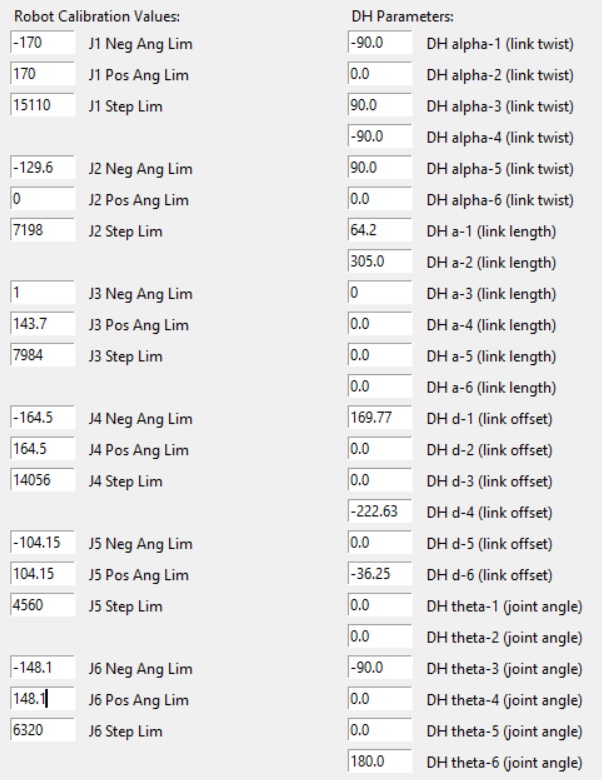 Robot Calibration Values: DH Parameters:
-170 J1 Neg Ang Lim -90.0 DH alpha-1 (link twist)
170 J1 Pos Ang Lim 0.0 DH alpha-2 (link twist)
15110 J1 Step Lim 90.0 DH alpha-3 (link twist)
-90.0 DH alpha-4 (link twist)
-129.6 J2 Neg Ang Lim 90.0 DH alpha-5 (link twist)
0 J2 Pos Ang Lim 0.0 DH alpha-6 (link twist)
7198 J2 Step Lim 64.2 DH a-1 (link length)
305.0 DH a-2 (link length)
1 J3 Neg Ang Lim 0 DH a-3 (link length)
143.7 J3 Pos Ang Lim 0.0 DH a-4 (link length)
7984 J3 Step Lim 0.0 DH a-5 (link length)
0.0 DH a-6 (link length)
-164.5 J4 Neg Ang Lim 169.77 DH d-1 (link offset)
164.5 J4 Pos Ang Lim 0.0 DH d-2 (link offset)
14056 J4 Step Lim 0.0 DH d-3 (link offset)
-222.63 DH d-4 (link offset)
-104.15 J5 Neg Ang Lim 0.0 DH d-5 (link offset)
104.15 J5 Pos Ang Lim -36.25 DH d-6 (link offset)
4560 J5 Step Lim 0.0 DH theta-1 (joint angle)
0.0 DH theta-2 (joint angle)
-148.1 J6 Neg Ang Lim -90.0 DH theta-3 (joint angle)
148.1 J6 Pos Ang Lim 0.0 DH theta-4 (joint angle)
6320 J6 Step Lim 0.0 DH theta-5 (joint angle)
180.0 DH theta-6 (joint angle)